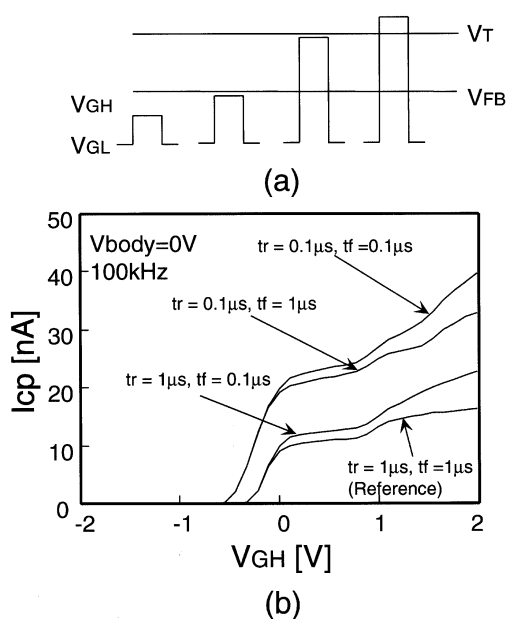 VT
VGH
VFB
VGL
(a)
50
Vbody=0V
100kHz
tr = 0.1µs, tf =0.1µs
40
tr = 0.1µs, tf = 1µs
30
Icp [nA]
20
tr = 1µs, tf = 0.1µs
10
tr = 1µs, tf =1µs
(Reference)
0
-2
-1
0
1
2
VGH [V]
(b)